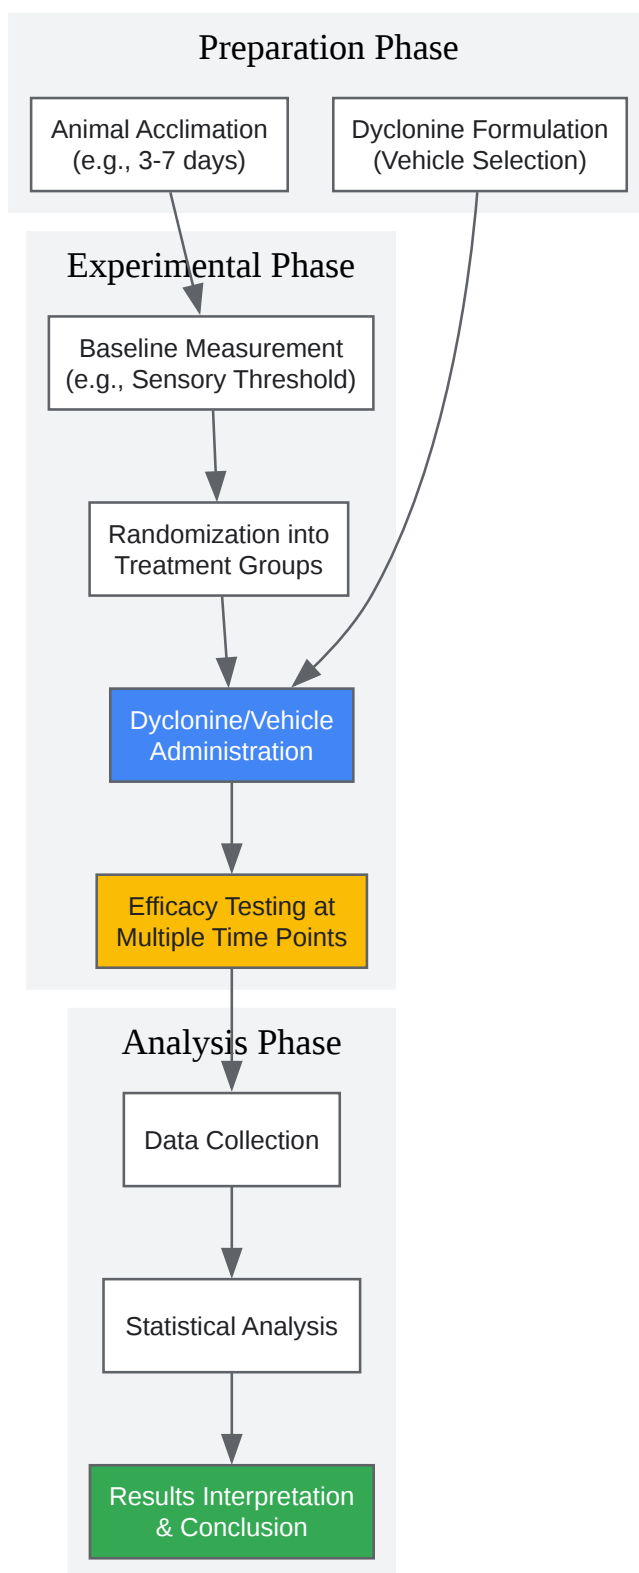 Preparation Phase
Animal Acclimation
(e.g., 3-7 days)
Dyclonine Formulation
(Vehicle Selection)
Experimental Phase
Baseline Measurement
(e.g., Sensory Threshold)
Randomization into
Treatment Groups
Dyclonine/Vehicle
Administration
Efficacy Testing at
Multiple Time Points
Analysis Phase
Data Collection
Statistical Analysis
Results Interpretation
& Conclusion